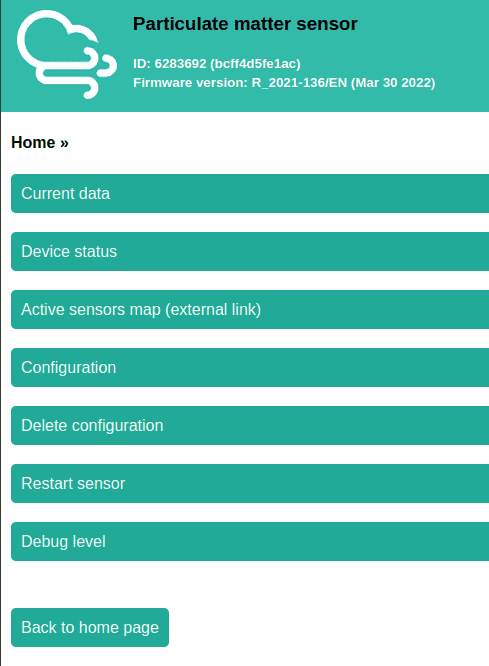 Particulate matter sensor
ID: 6283692 (bcff4d5fe1ac)
Firmware version: R_2021-136/EN (Mar 30 2022)
Home »
Current data
Device status
Active sensors map (external link)
Configuration
Delete configuration
Restart sensor
Debug level
Back to home page